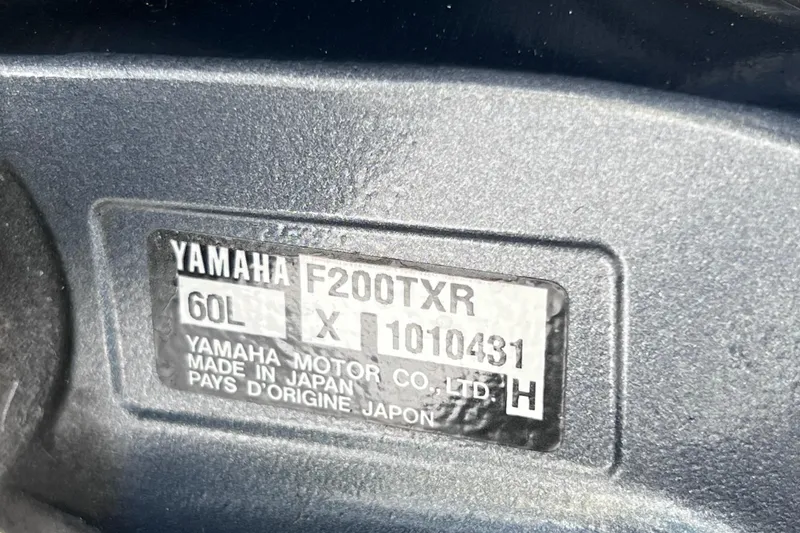 YAMAHA F200TXR
60L X 1010431
YAMAHA MOTOR CO., LTD. H
MADE IN JAPAN
PAYS D'ORIGINE JAPON